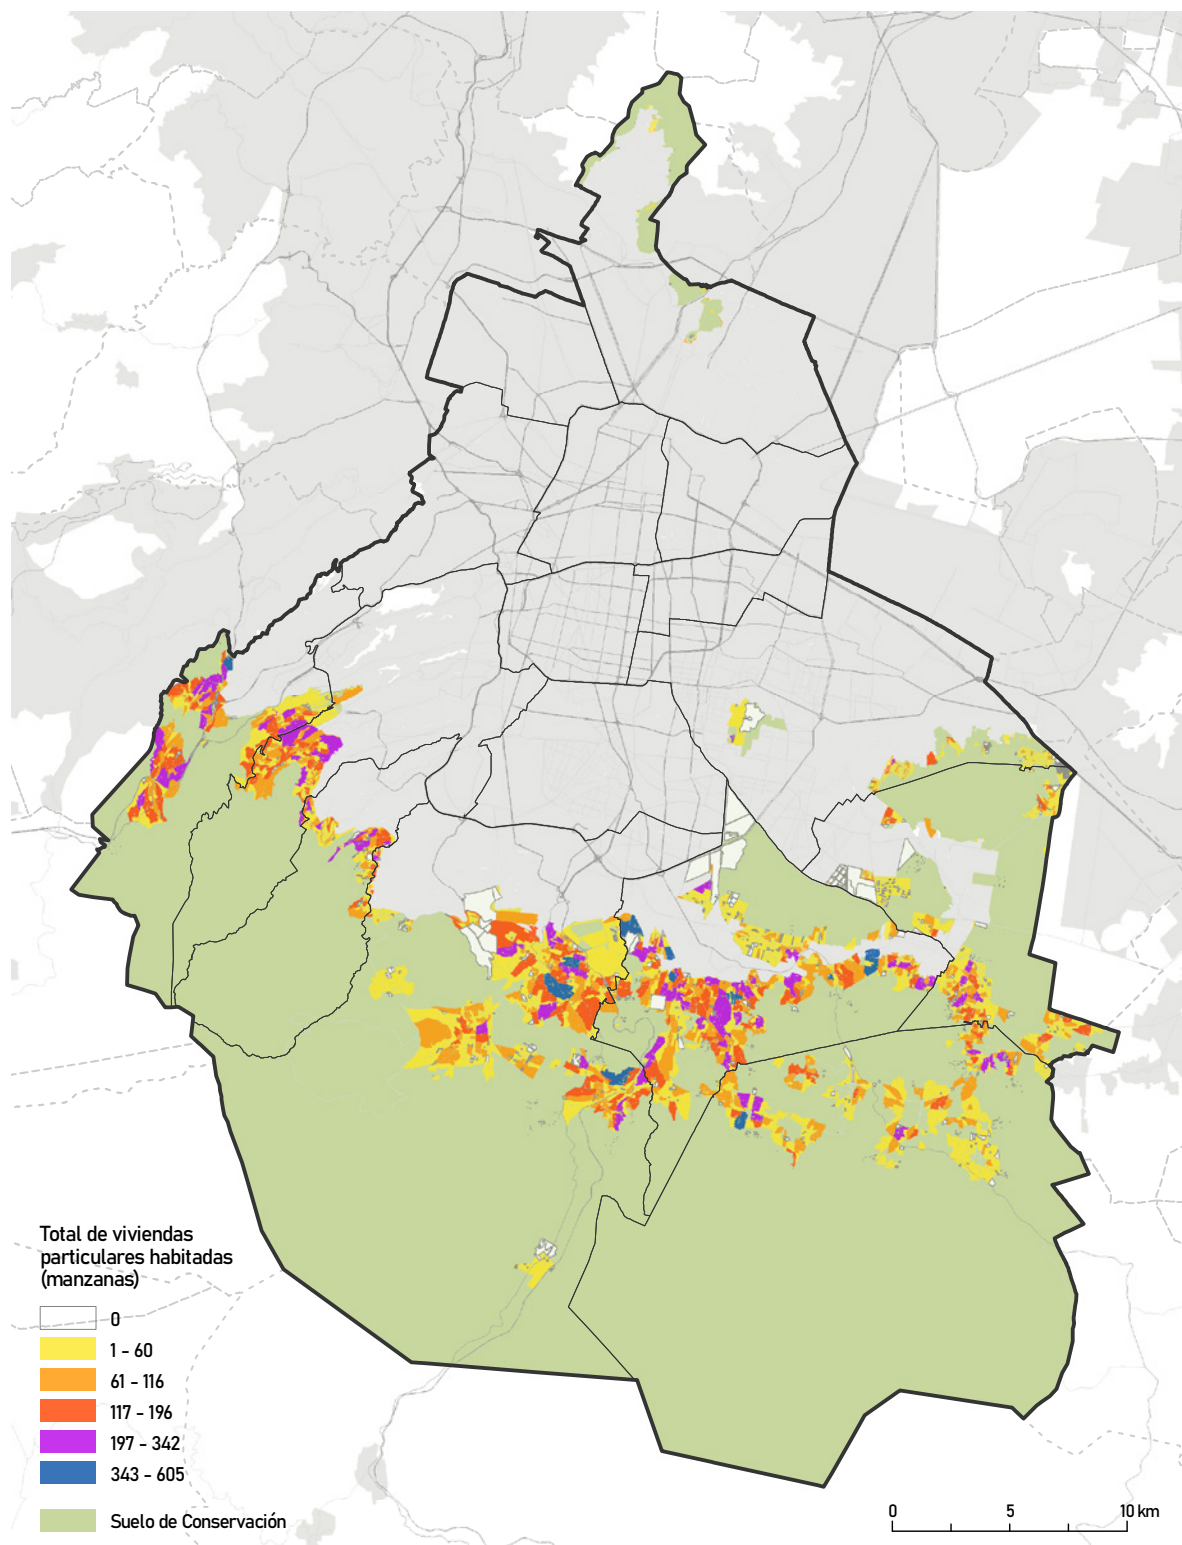 Total de viviendas
particulares habitadas
(manzanas)
0
1 - 60
61 - 116
117 - 196
197 - 342
343 - 605
Suelo de Conservación
0 5 10 km